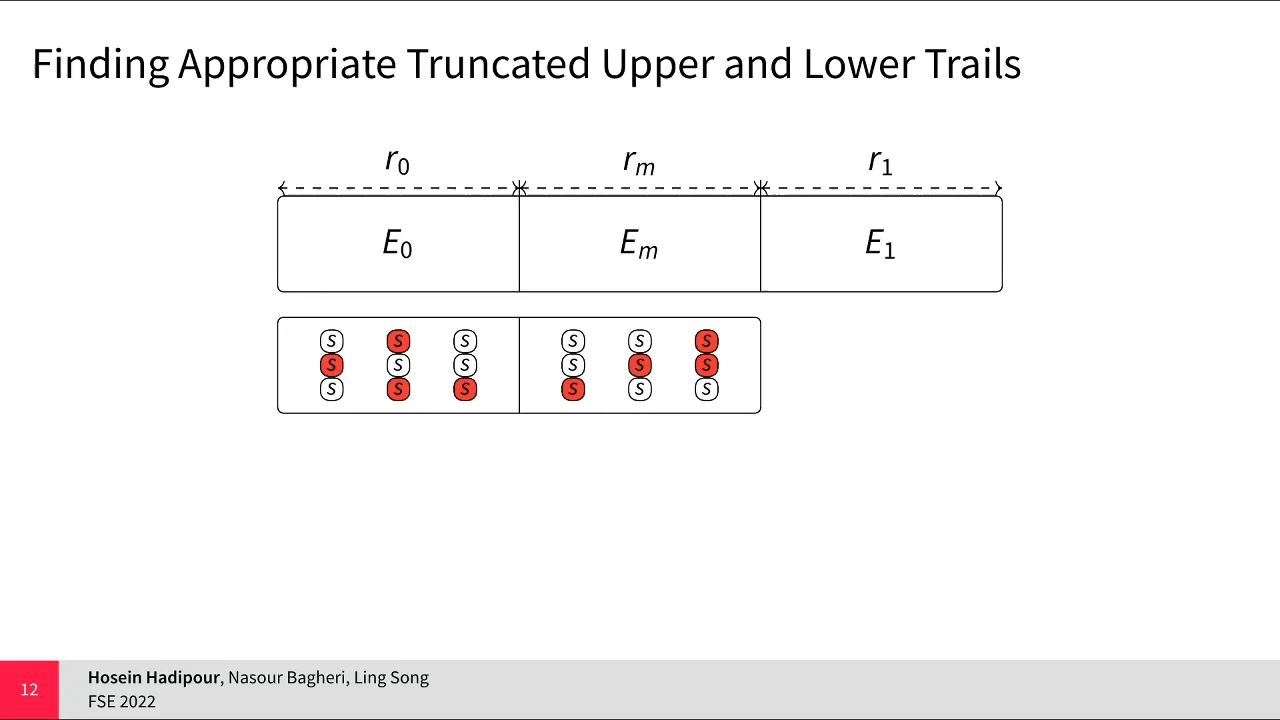 Finding Appropriate Truncated Upper and Lower Trails
r0 rm r1
E0 Em E1
S S S S S S
S S S S S S
S S S S S S
12
Hosein Hadipour, Nasour Bagheri, Ling Song
FSE 2022